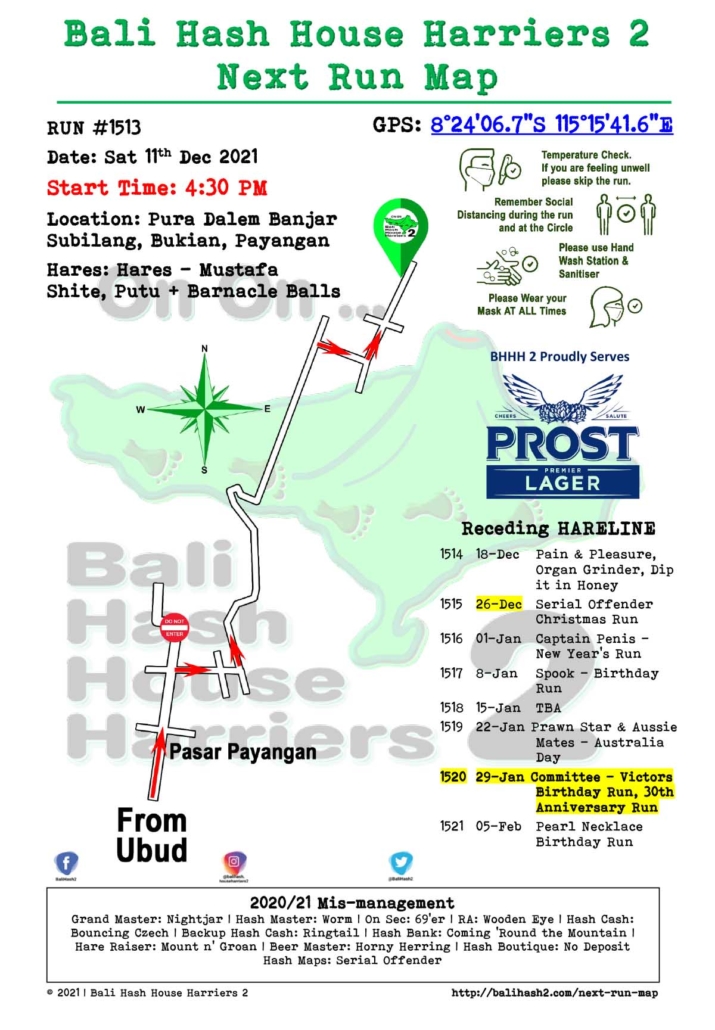 Bali Hash House Harriers 2
Next Run Map
RUN #1513
Date: Sat 11th Dec 2021
Start Time: 4:30 PM
Location: Pura Dalem Banjar
Subilang, Bukian, Payangan
Hares: Hares - Mustafa
Shite, Putu + Barnacle Balls
GPS: 8°24'06.7"S 115°15'41.6"E
Temperature Check.
If you are feeling unwell
please skip the run.
Remember Social
Distancing during the run
and at the Circle
Please use Hand
Wash Station &
Sanitiser
Please Wear your
Mask AT ALL Times
On On ...
Bali
Hash
House
Harriers 2
N
W
E
S
BHHH 2 Proudly Serves
CHEERS
SALUTE
PROST
PREMIER
LAGER
Receding HARELINE
1514 18-Dec Pain & Pleasure,
Organ Grinder, Dip
it in Honey
1515 26-Dec Serial Offender
Christmas Run
1516 01-Jan Captain Penis –
New Year's Run
1517 8-Jan Spook – Birthday
Run
1518 15-Jan TBA
1519 22-Jan Prawn Star & Aussie
Mates – Australia
Day
1520 29-Jan Committee – Victors
Birthday Run, 30th
Anniversary Run
1521 05-Feb Pearl Necklace
Birthday Run
Bali
Hash
House
Harriers 2
DO NOT
ENTER
Pasar Payangan
From
Ubud
BaliHash2
@BaliHash2
2020/21 Mis-management
Grand Master: Nightjar | Hash Master: Worm | On Sec: 69'er | RA: Wooden Eye | Hash Cash:
Bouncing Czech | Backup Hash Cash: Ringtail | Hash Bank: Coming 'Round the Mountain |
Hare Raiser: Mount n' Groan | Beer Master: Horny Herring | Hash Boutique: No Deposit
Hash Maps: Serial Offender
© 2021 | Bali Hash House Harriers 2
http://balihash2.com/next-run-map